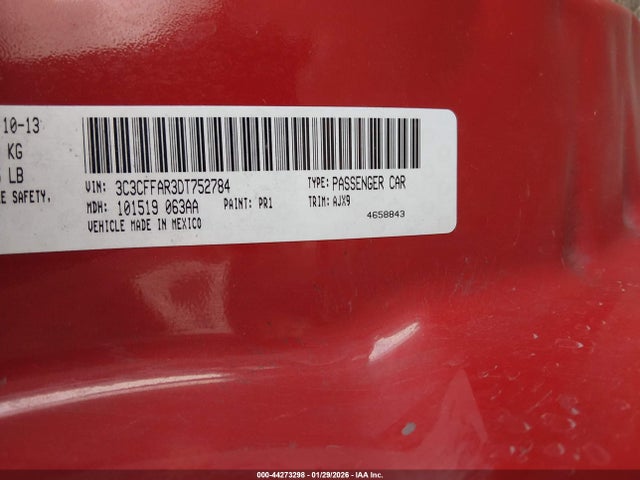 10-13
KG
LB
E SAFETY.
VIN: 3C3CFFAR3DT752784 TYPE: PASSENGER CAR
MDH: 101519 063AA PAINT: PR1 TRIM: AJX9
VEHICLE MADE IN MEXICO 4658843
000-44273298 - 01/29/2026 - IAA Inc.